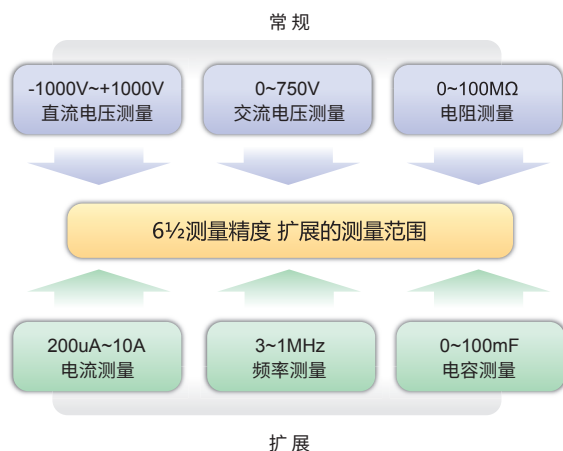 常规
-1000V~+1000V
直流电压测量
0~750V
交流电压测量
0~100MΩ
电阻测量
6½测量精度 扩展的测量范围
200uA~10A
电流测量
3~1MHz
频率测量
0~100mF
电容测量
扩展